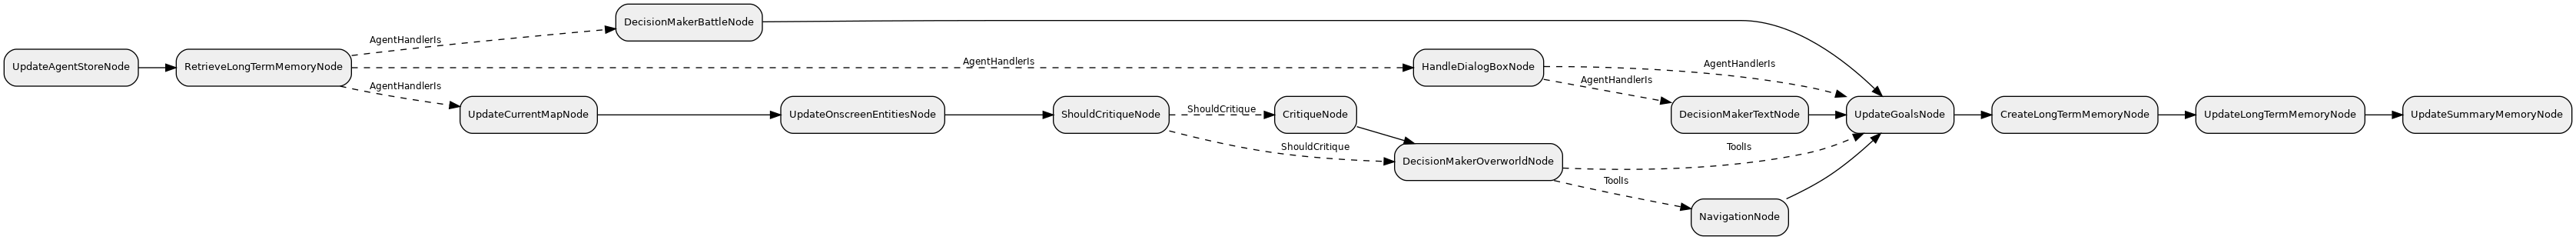 DecisionMakerBattleNode
AgentHandlerIs
UpdateAgentStoreNode
RetrieveLongTermMemoryNode
AgentHandlerIs
HandleDialogBoxNode
AgentHandlerIs
AgentHandlerIs
AgentHandlerIs
UpdateCurrentMapNode
UpdateOnscreenEntitiesNode
ShouldCritiqueNode
ShouldCritique
CritiqueNode
DecisionMakerTextNode
UpdateGoalsNode
CreateLongTermMemoryNode
UpdateLongTermMemoryNode
UpdateSummaryMemoryNode
ShouldCritique
DecisionMakerOverworldNode
ToolIs
ToolIs
NavigationNode